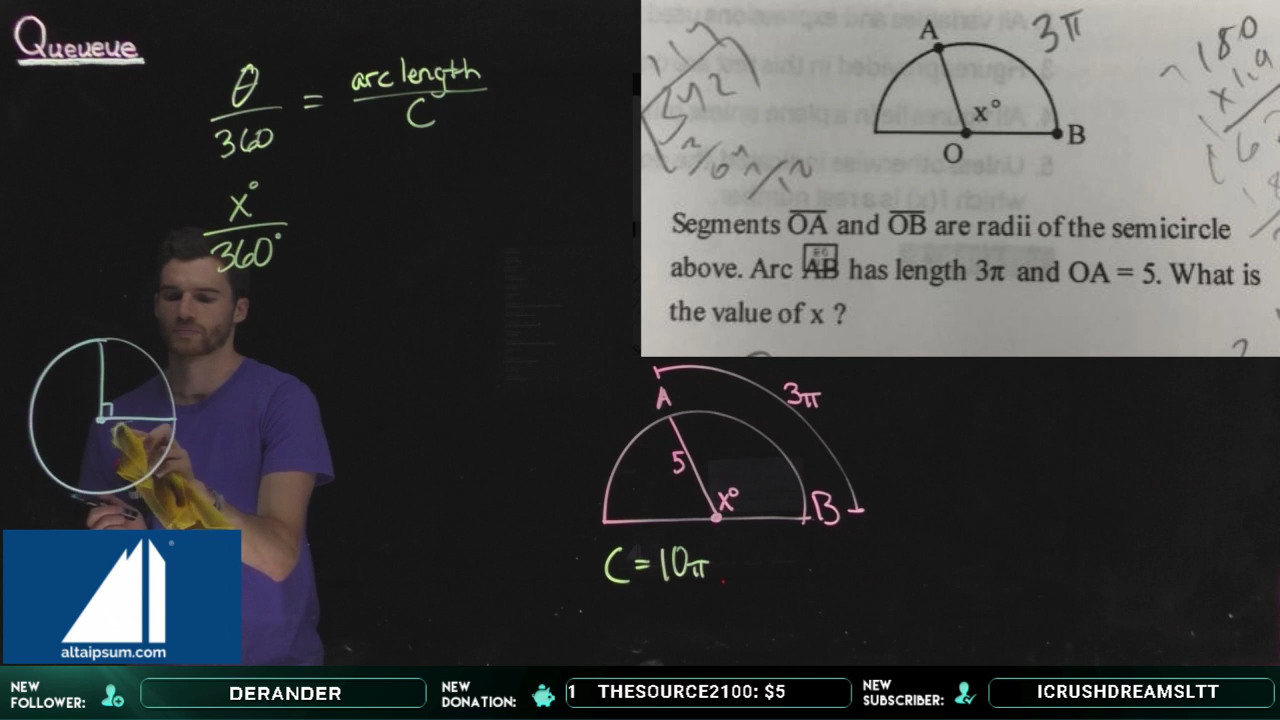 Queueue
θ/360 = arc length/C
x°/360°
A
3π
x°
O
B
180
Segments OA and OB are radii of the semicircle
above. Arc AB has length 3π and OA = 5. What is
the value of x ?
A
3π
5
x°
B
C = 10π
altaipsum.com
NEW FOLLOWER:
DERANDER
NEW DONATION:
1 THESOURCE2100: $5
NEW SUBSCRIBER:
ICRUSHDREAMSLTT